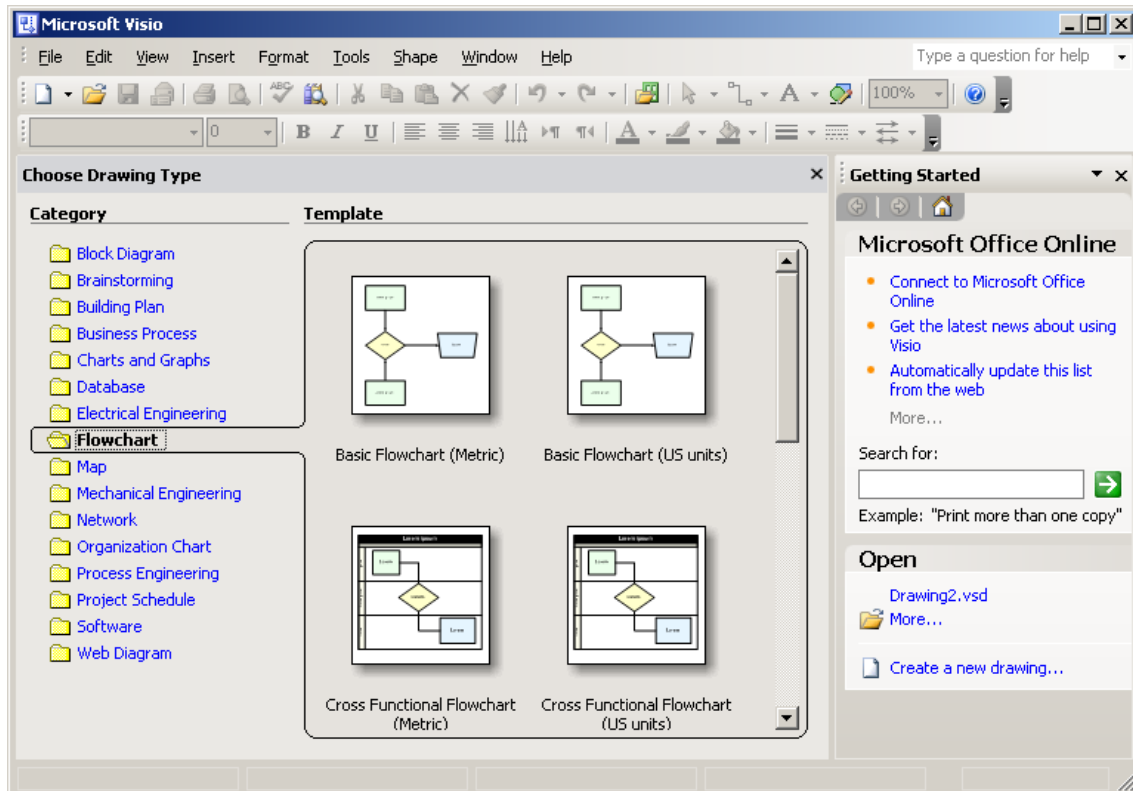 Microsoft Visio
File Edit View Insert Format Tools Shape Window Help Type a question for help
100%
0 B I U A
Choose Drawing Type
Category
Template
Block Diagram
Brainstorming
Building Plan
Business Process
Charts and Graphs
Database
Electrical Engineering
Flowchart
Map
Mechanical Engineering
Network
Organization Chart
Process Engineering
Project Schedule
Software
Web Diagram
Basic Flowchart (Metric)
Basic Flowchart (US units)
Cross Functional Flowchart
(Metric)
Cross Functional Flowchart
(US units)
Getting Started
Microsoft Office Online
Connect to Microsoft Office
Online
Get the latest news about using
Visio
Automatically update this list
from the web
More...
Search for:
Example: "Print more than one copy"
Open
Drawing2.vsd
More...
Create a new drawing...